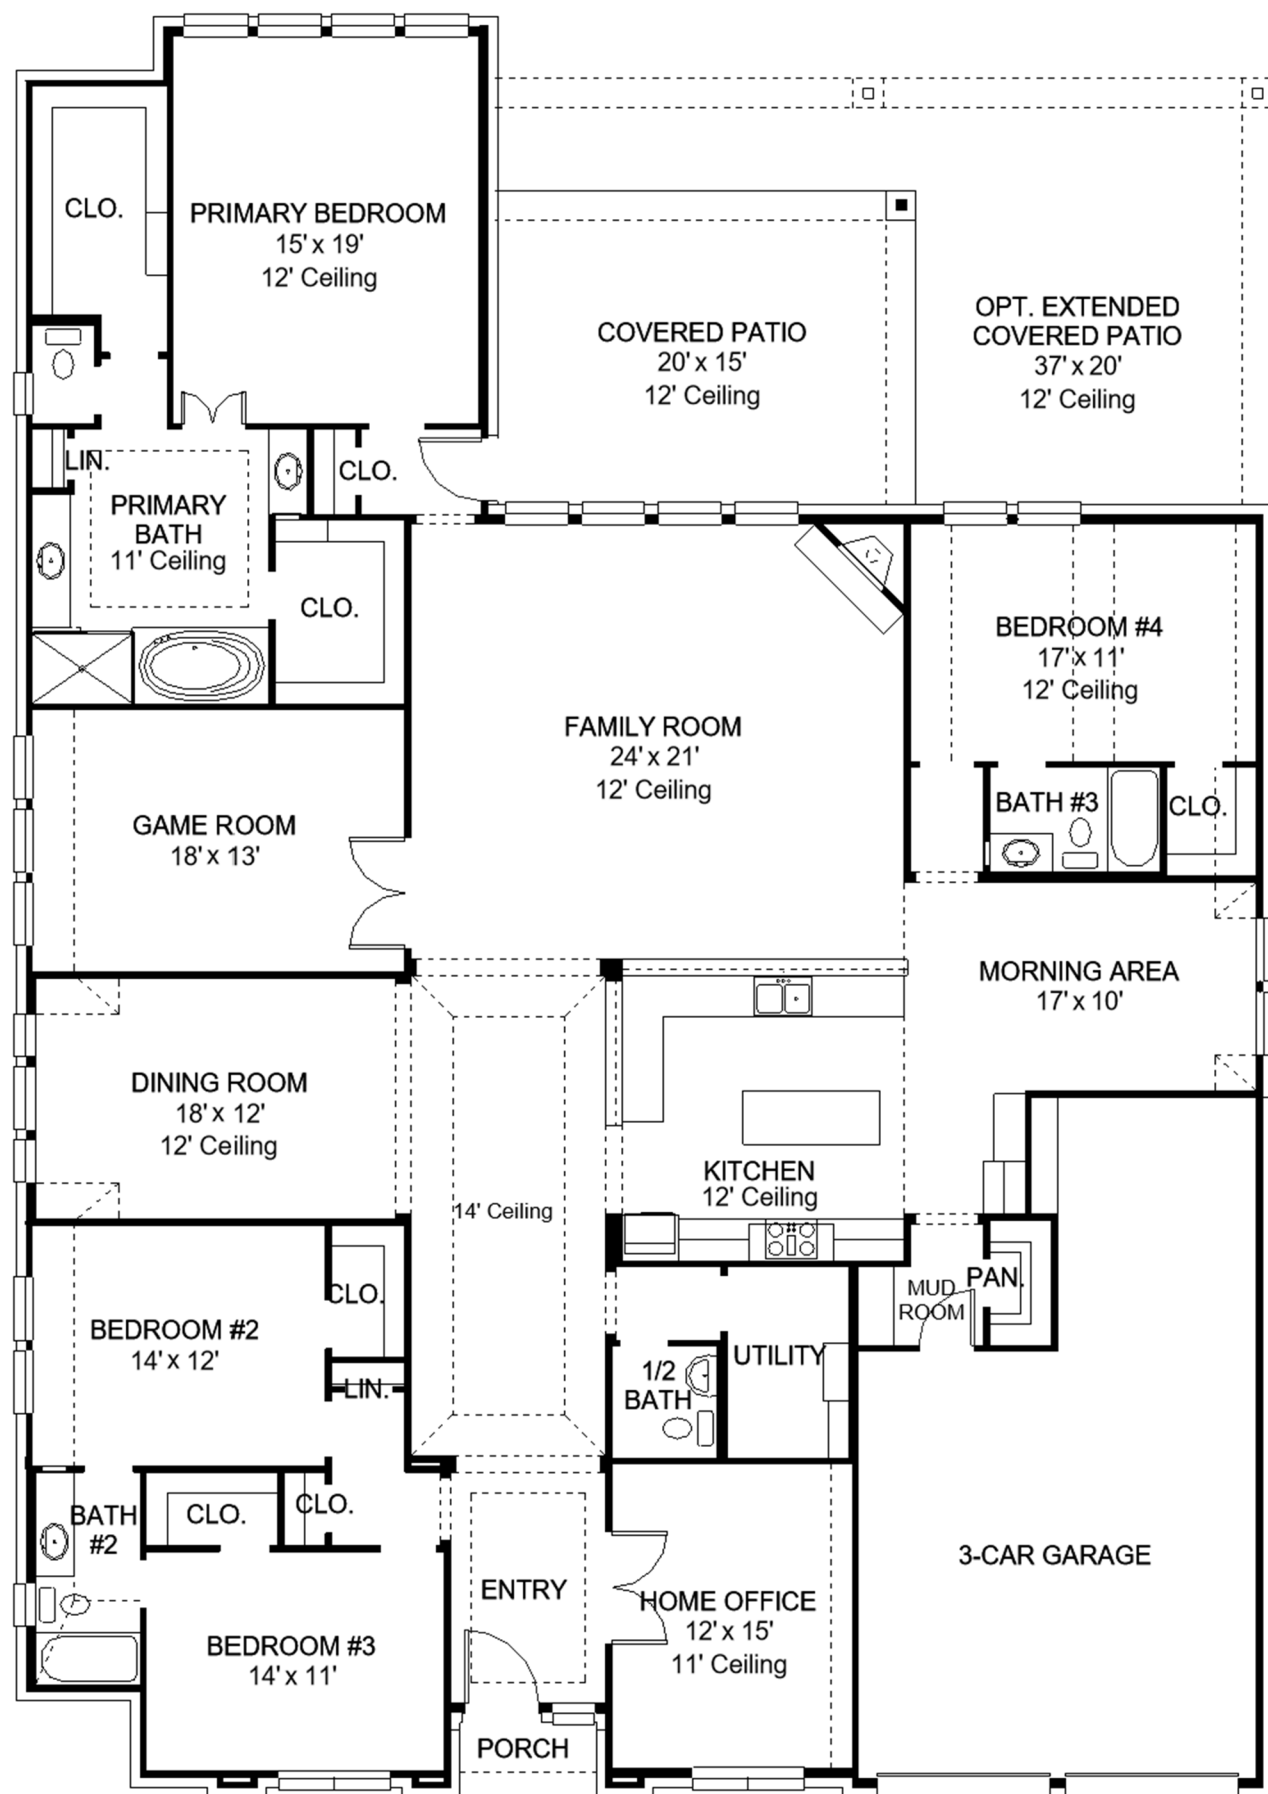 CLO.
PRIMARY BEDROOM
15' x 19'
12' Ceiling
COVERED PATIO
20' x 15'
12' Ceiling
OPT. EXTENDED
COVERED PATIO
37' x 20'
12' Ceiling
LIN.
CLO.
PRIMARY
BATH
11' Ceiling
CLO.
BEDROOM #4
17' x 11'
12' Ceiling
FAMILY ROOM
24' x 21'
12' Ceiling
BATH #3
CLO.
GAME ROOM
18' x 13'
MORNING AREA
17' x 10'
DINING ROOM
18' x 12'
12' Ceiling
KITCHEN
12' Ceiling
14' Ceiling
CLO.
BEDROOM #2
14' x 12'
LIN.
MUD
ROOM
PAN.
UTILITY
1/2
BATH
BATH
#2
CLO.
CLO.
ENTRY
HOME OFFICE
12' x 15'
11' Ceiling
3-CAR GARAGE
BEDROOM #3
14' x 11'
PORCH